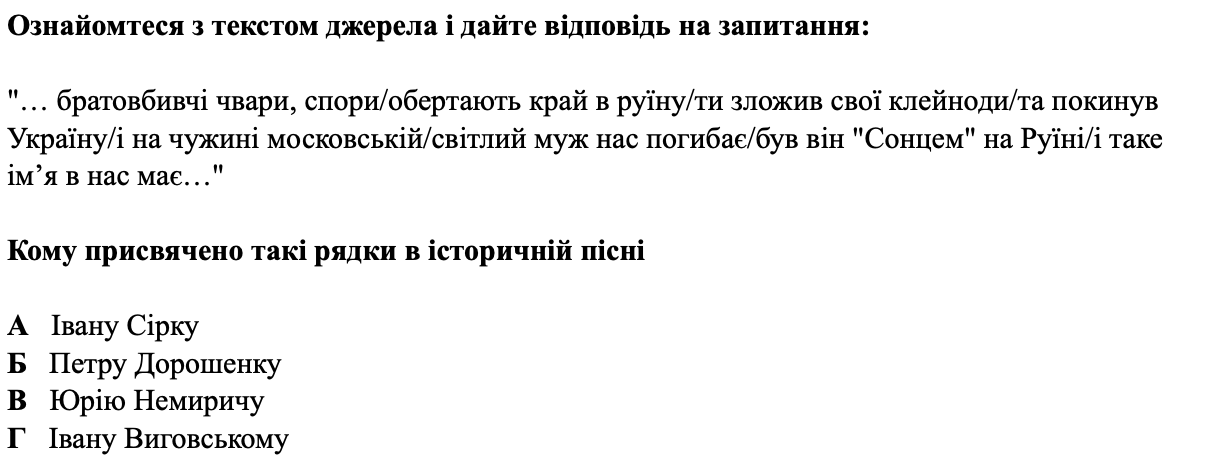 Ознайомтеся з текстом джерела і дайте відповідь на запитання:
"… братовбивчі чвари, спори/обертають край в руїну/ти зложив свої клейноди/та покинув
Україну/і на чужині московській/світлий муж нас погибає/був він "Сонцем" на Руїні/і таке
ім’я в нас має…"
Кому присвячено такі рядки в історичній пісні
А Івану Сірку
Б Петру Дорошенку
В Юрію Немиричу
Г Івану Виговському